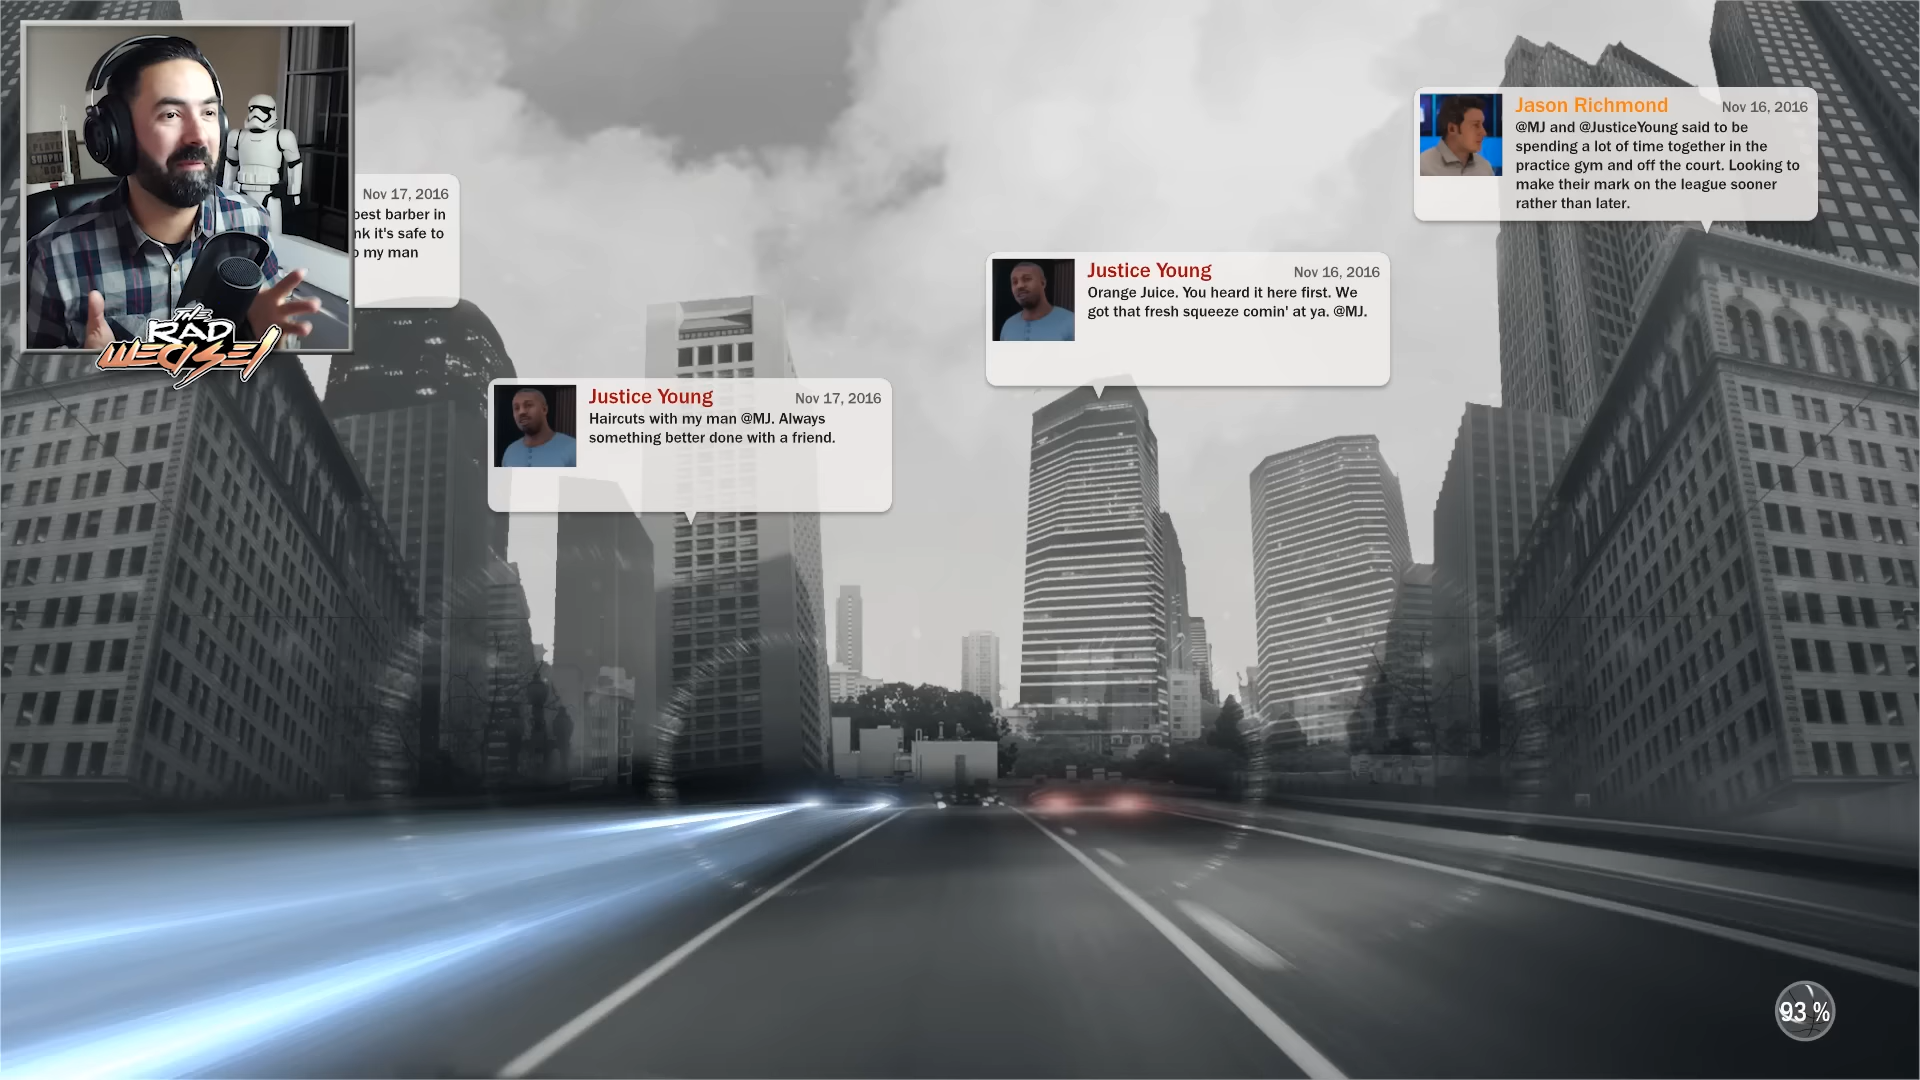 THE
RAD
Nov 17, 2016
best barber in
it's safe to
my man
Justice Young
Nov 17, 2016
Haircuts with my man @MJ. Always
something better done with a friend.
Justice Young
Nov 16, 2016
Orange Juice. You heard it here first. We
got that fresh squeeze comin' at ya. @MJ.
Jason Richmond
Nov 16, 2016
@MJ and @JusticeYoung said to be
spending a lot of time together in the
practice gym and off the court. Looking to
make their mark on the league sooner
rather than later.
93 %